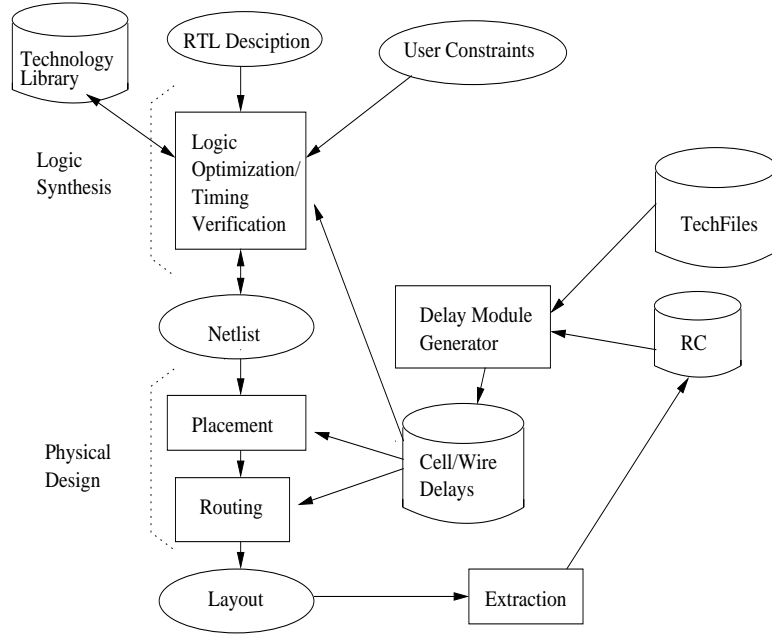 RTL Desciption
User Constraints
Technology
Library
Logic
Synthesis
Logic
Optimization/
Timing
Verification
TechFiles
Netlist
Delay Module
Generator
RC
Physical
Design
Placement
Cell/Wire
Delays
Routing
Layout
Extraction